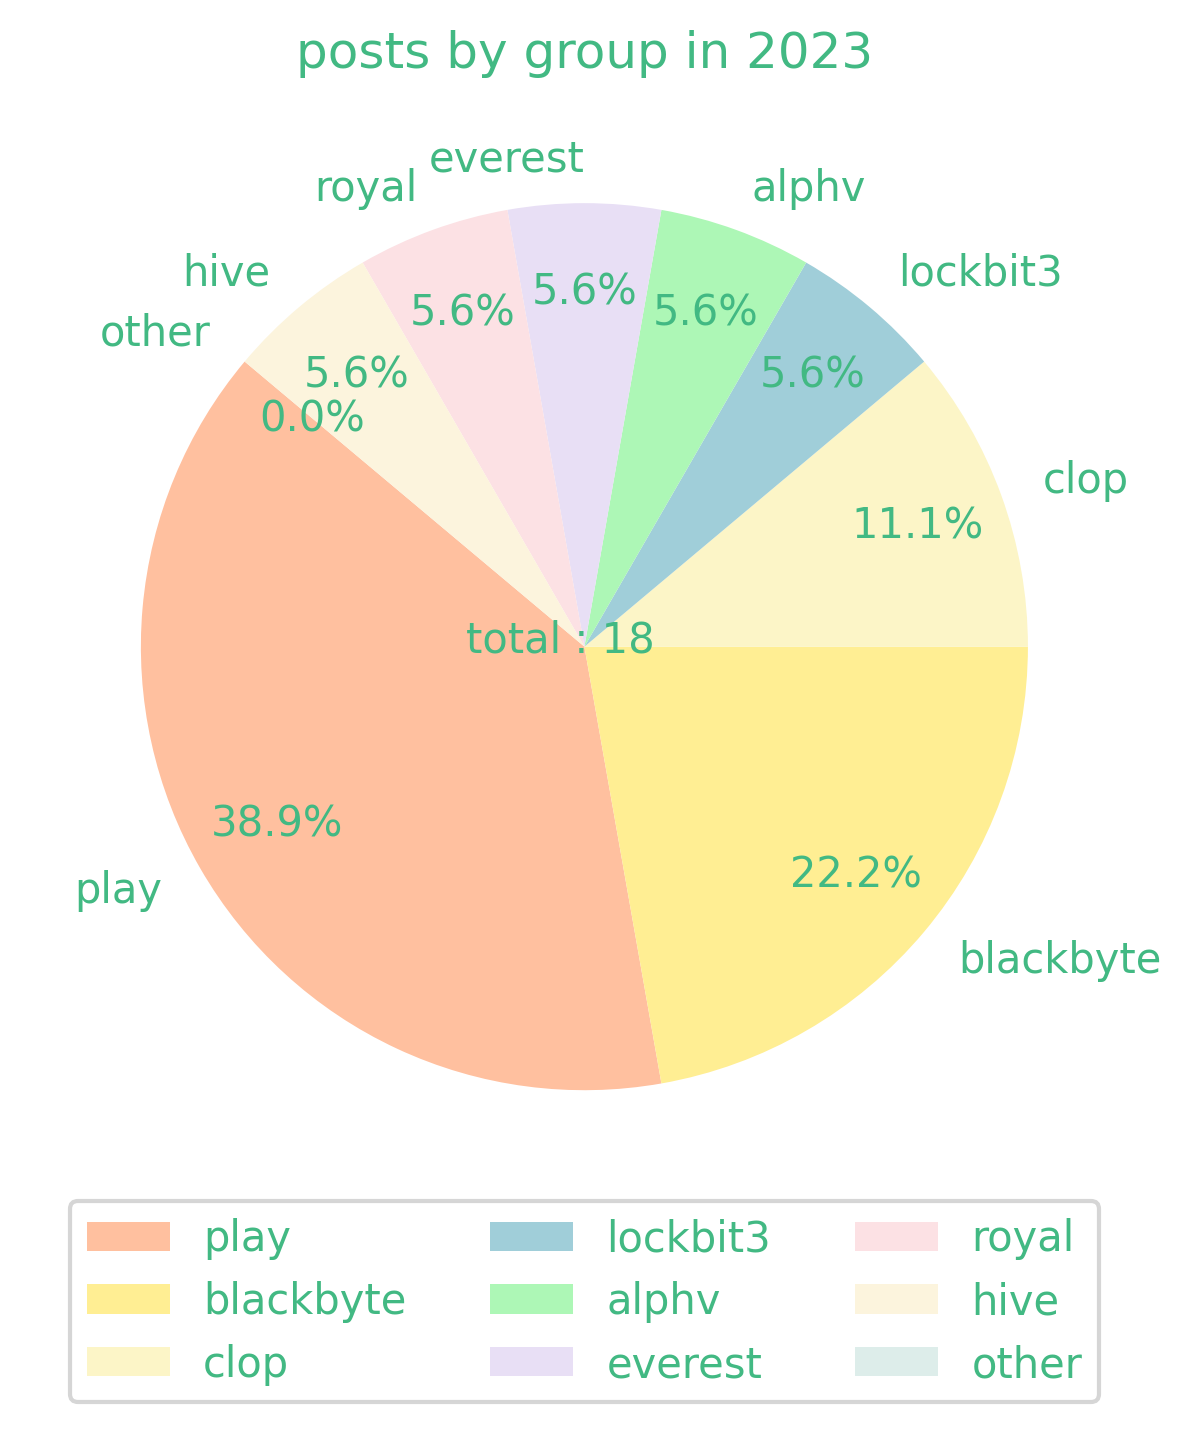 posts by group in 2023
everest
royal
alphv
hive
lockbit3
other
5.6%
5.6%
5.6%
5.6%
5.6%
0.0%
clop
11.1%
total : 18
38.9%
play
22.2%
blackbyte
play
lockbit3
royal
blackbyte
alphv
hive
clop
everest
other